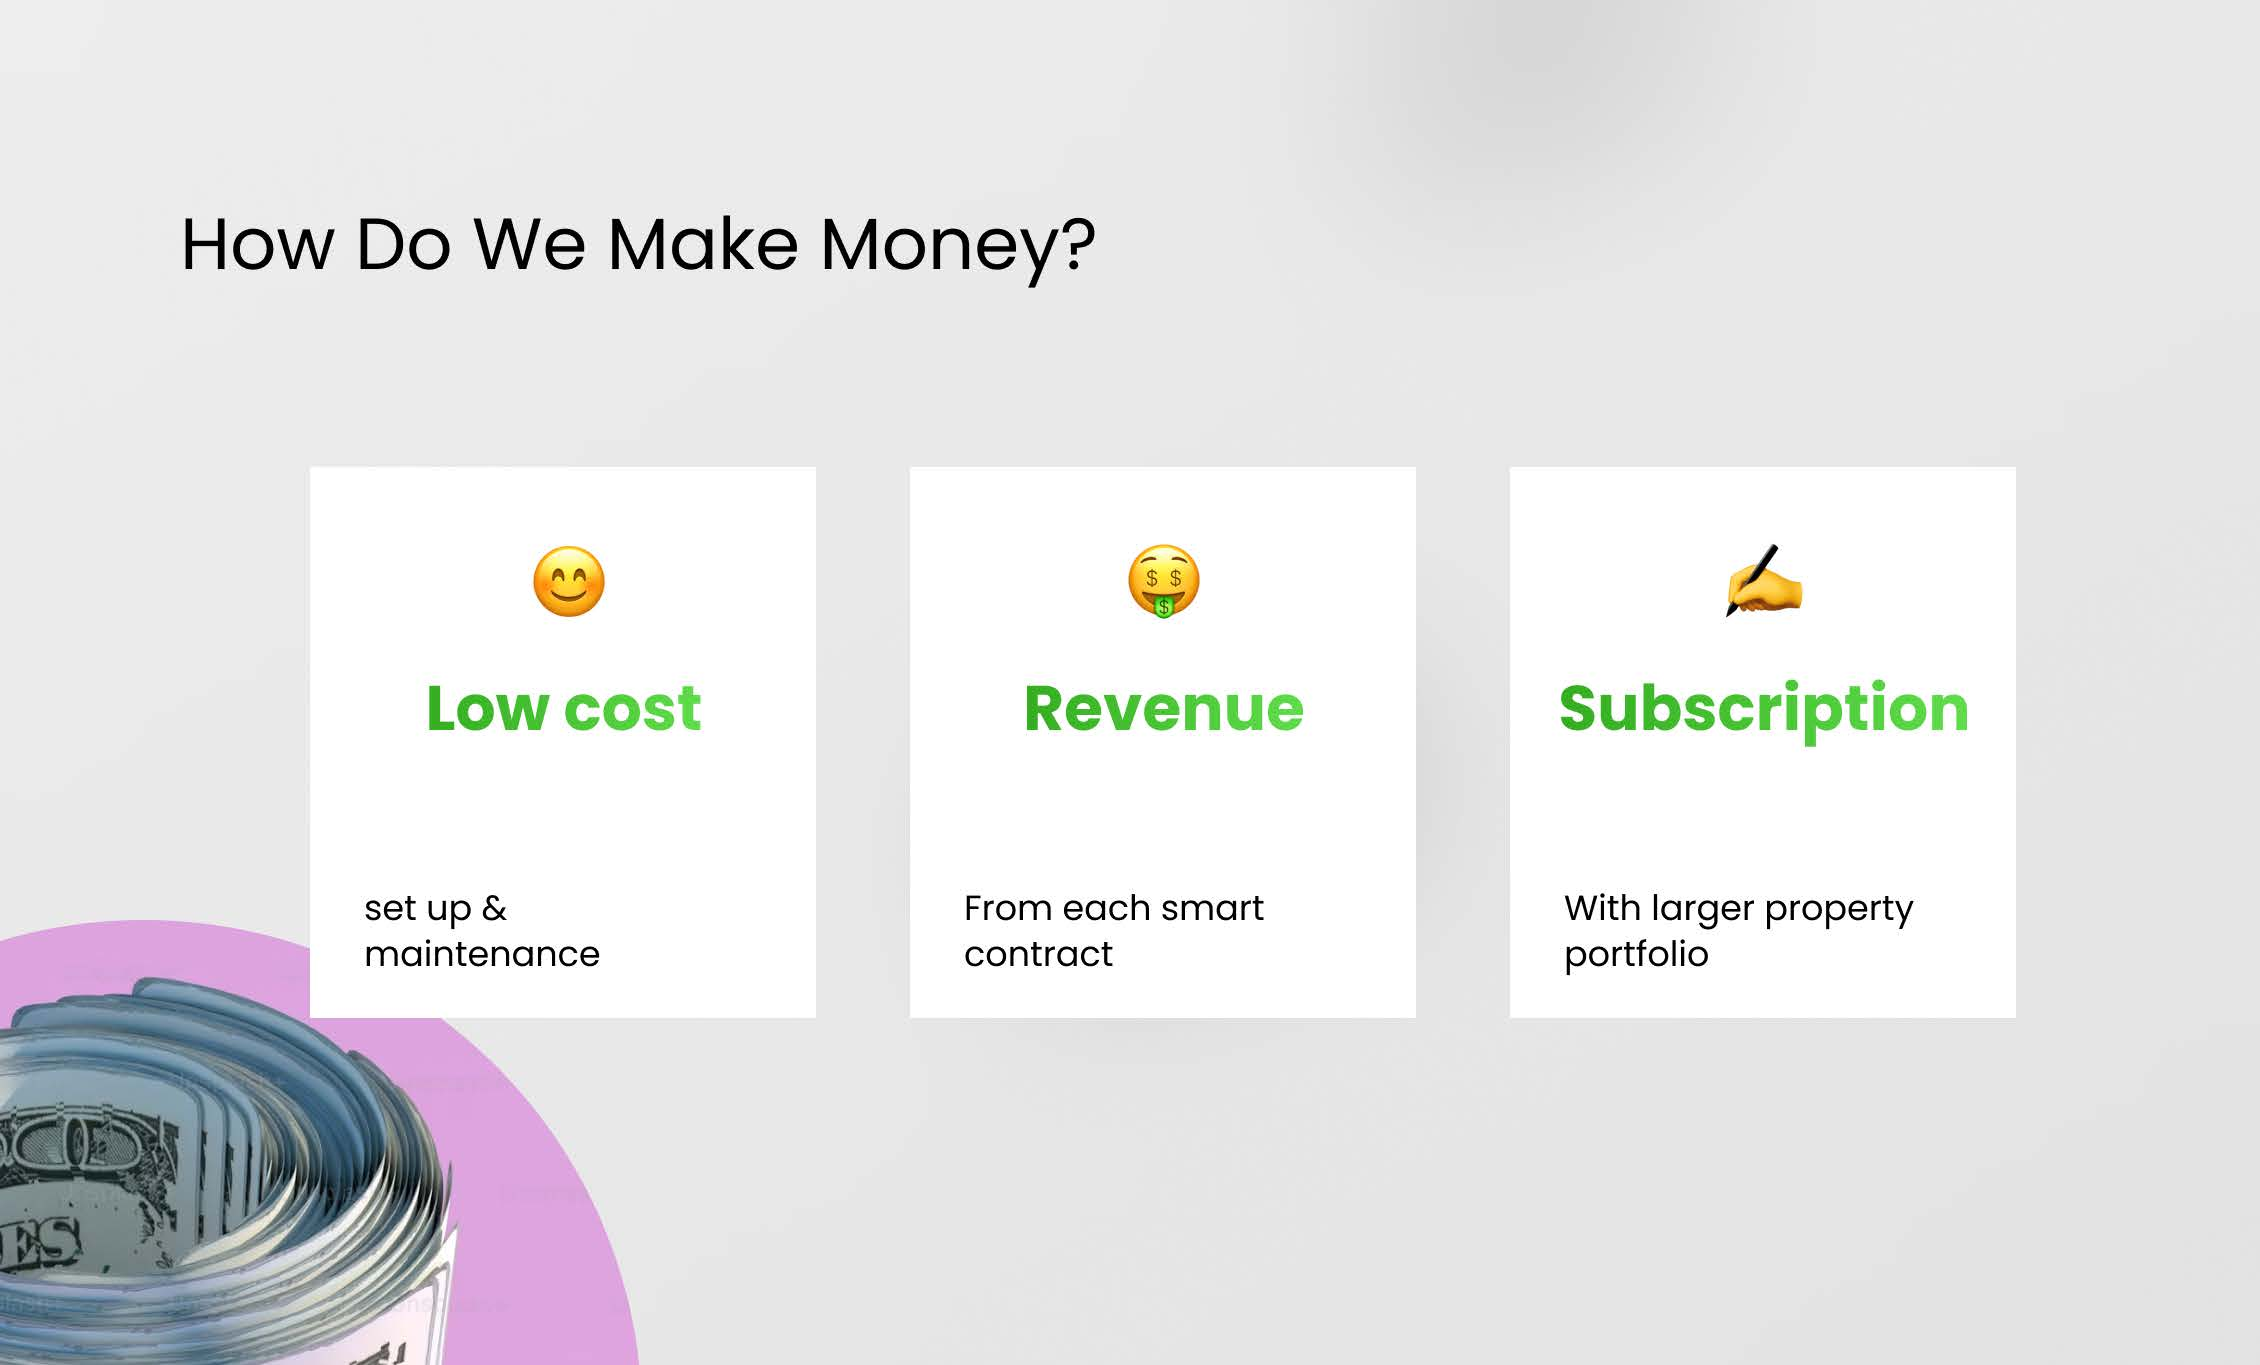 How Do We Make Money?
Low cost
set up &
maintenance
Revenue
From each smart
contract
Subscription
With larger property
portfolio
ES